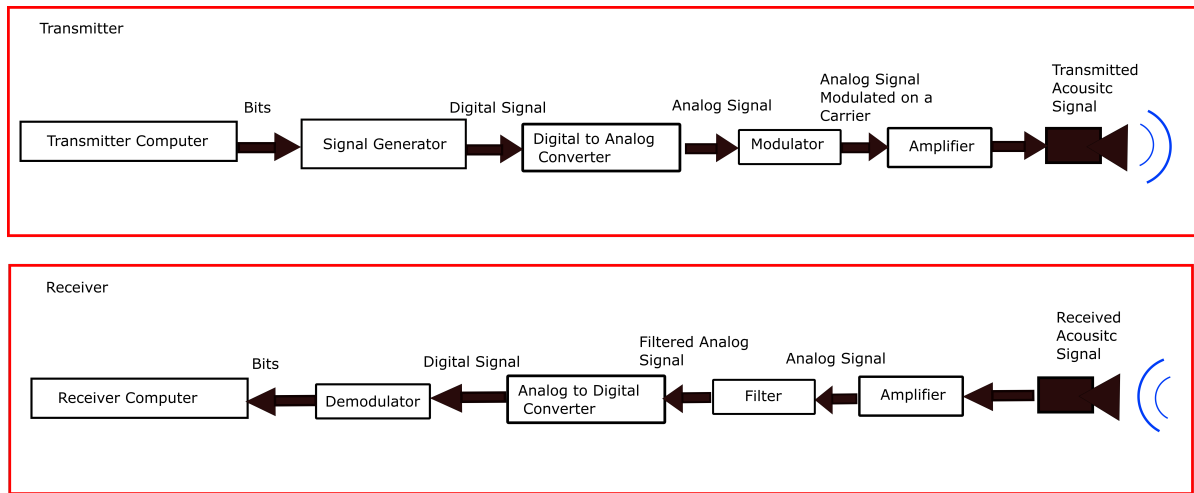 Transmitter
Transmitted
Acousitc
Signal
Analog Signal
Modulated on a
Carrier
Bits
Digital Signal
Analog Signal
Transmitter Computer
Signal Generator
Digital to Analog
Converter
Modulator
Amplifier
Receiver
Received
Acousitc
Signal
Filtered Analog
Signal
Bits
Digital Signal
Analog Signal
Receiver Computer
Demodulator
Analog to Digital
Converter
Filter
Amplifier